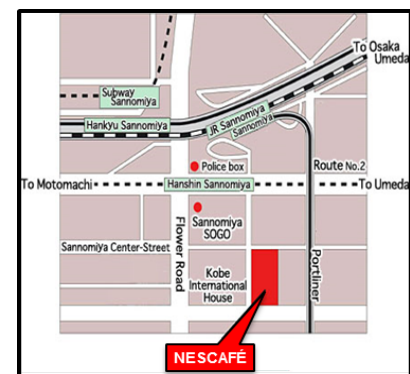 To Osaka
Umeda
Subway
Sannomiya
Hankyu Sannomiya
JR Sannomiya
Sannomiya
Police box
Route No.2
To Motomachi
Hanshin Sannomiya
To Umeda
Sannomiya
SOGO
Flower Road
Sannomiya Center-Street
Kobe
International
House
Portliner
NESCAFÉ